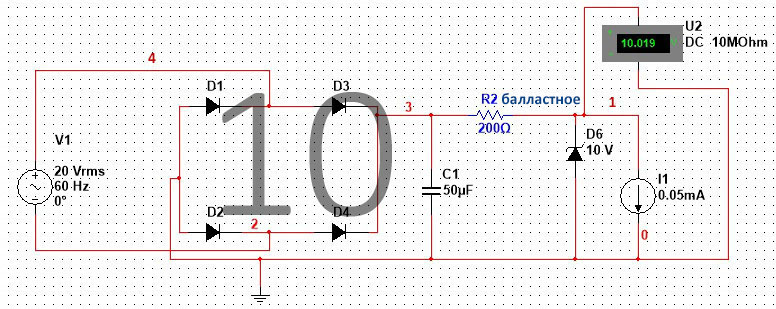 4
V1
20 Vrms
60 Hz
0°
D1
D3
D2
D4
2
10
3
R2 балластное
200Ω
C1
50µF
1
D6
10 V
U2
DC 10MOhm
10.019 V
I1
0.05mA
0